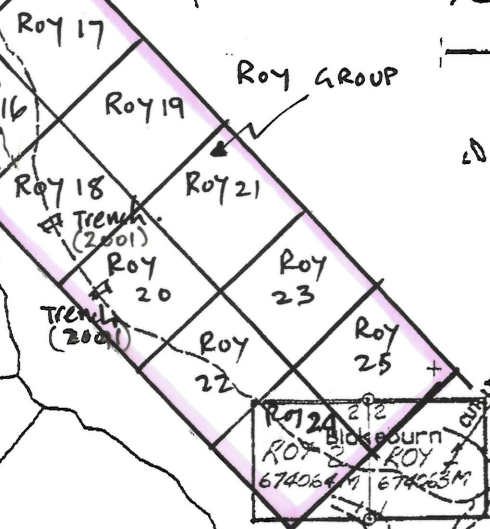 Roy 17
Roy GROUP
16
Roy 19
Roy 18
Roy 21
Trench
(2001)
Roy
20
Roy
23
Trench
(2001)
Roy
22
Roy
25
Roy 24
2 2
Blakeburn
ROY 2
ROY 1
674064M
674063M